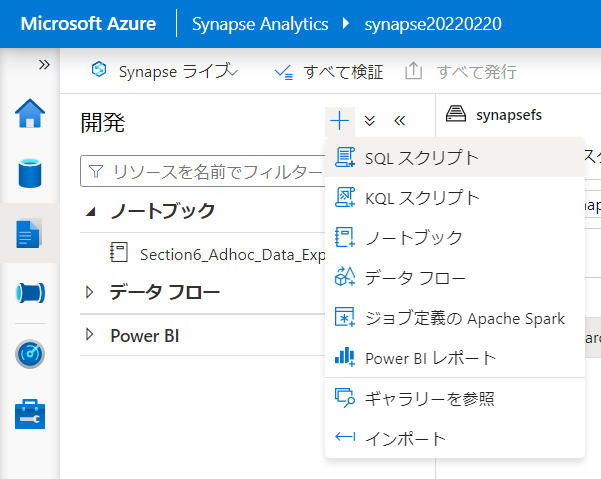 Microsoft Azure
Synapse Analytics
synapse20220220
Synapse ライブ
すべて検証
すべて発行
開発
synapsefs
リソースを名前でフィルター
SQL スクリプト
KQL スクリプト
ノートブック
ノートブック
Section6_Adhoc_Data_Exp
データ フロー
データ フロー
ジョブ定義の Apache Spark
Power BI
Power BI レポート
ギャラリーを参照
インポート